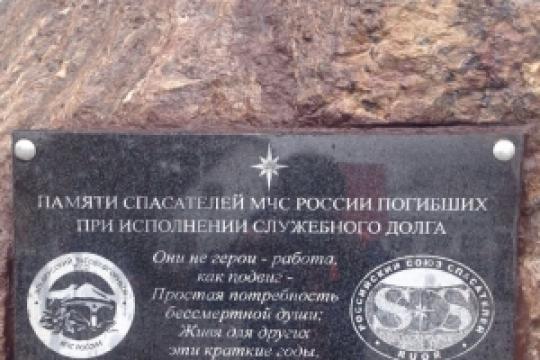 ПАМЯТИ СПАСАТЕЛЕЙ МЧС РОССИИ ПОГИБШИХ
ПРИ ИСПОЛНЕНИИ СЛУЖЕБНОГО ДОЛГА
Они не герои - работа,
как подвиг -
Простая потребность
бессмертной души;
Живя для других
эти краткие годы,
МЧС РОССИИ
РОССИЙСКИЙ СОЮЗ СПАСАТЕЛЕЙ